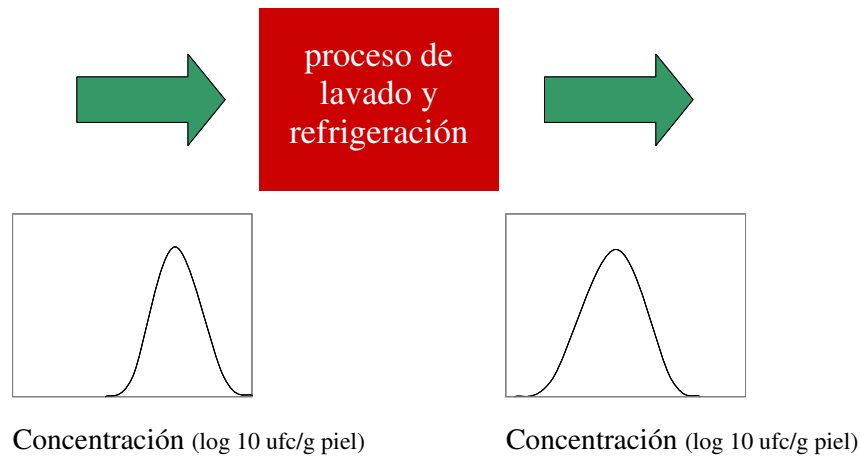 proceso de
lavado y
refrigeración
Concentración (log 10 ufc/g piel)
Concentración (log 10 ufc/g piel)